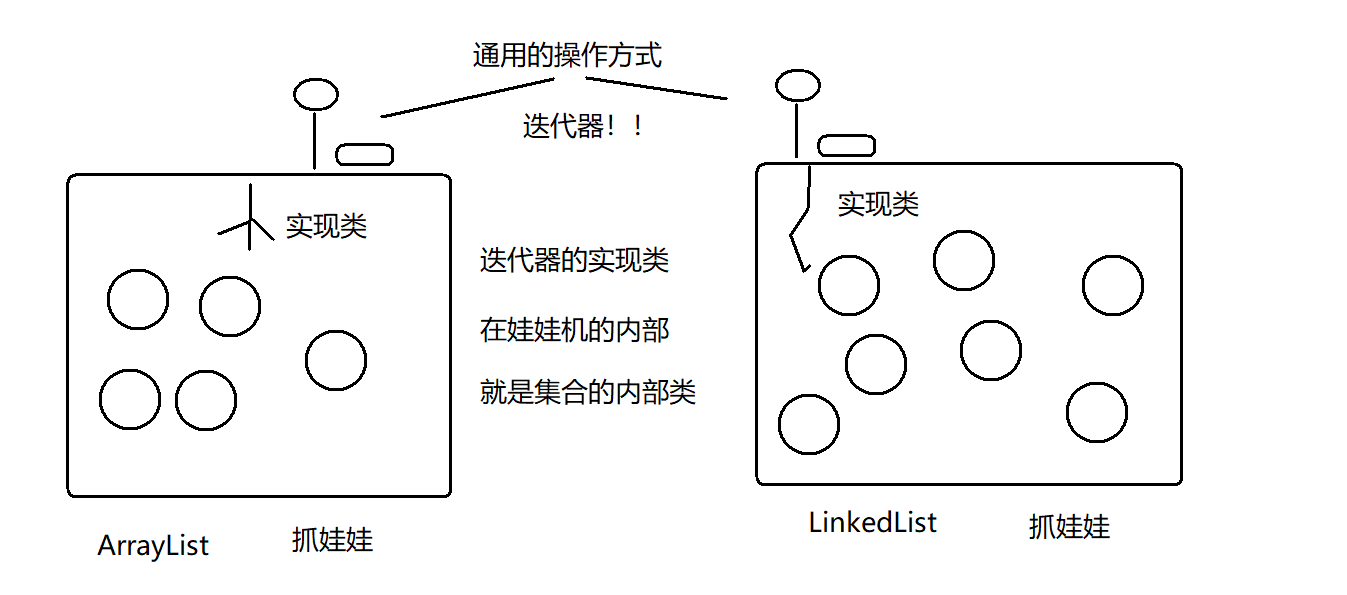 通用的操作方式
迭代器！！
实现类
实现类
迭代器的实现类
在娃娃机的内部
就是集合的内部类
ArrayList
抓娃娃
LinkedList
抓娃娃